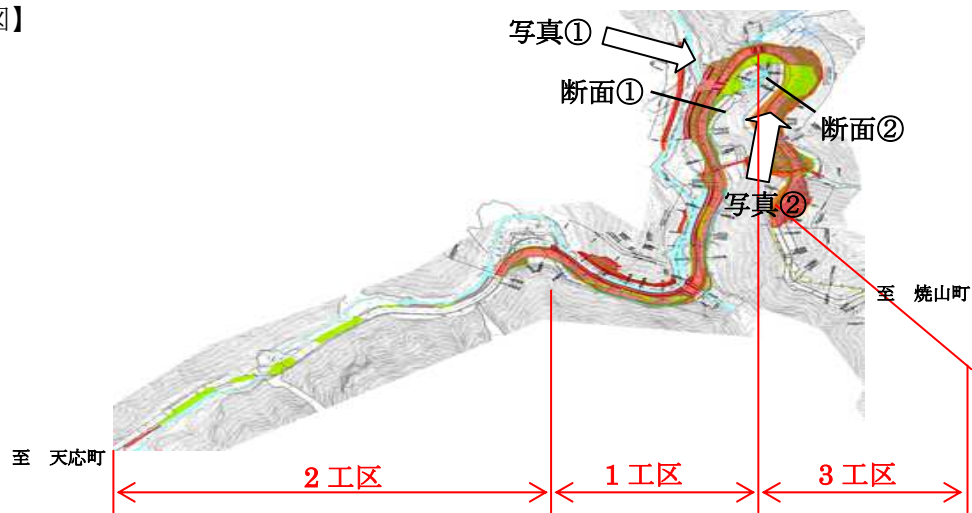 図】
写真①
断面①
断面②
写真②
至 焼山町
至 天応町
2 工区
1 工区
3 工区